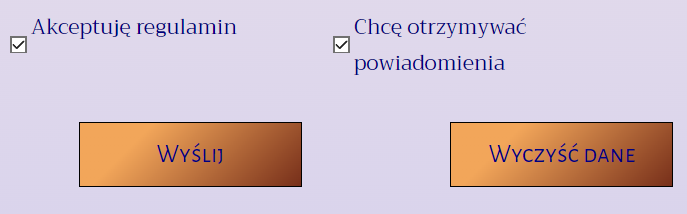 Akceptuję regulamin
Chcę otrzymywać
powiadomienia
Wyślij
Wyczyść dane